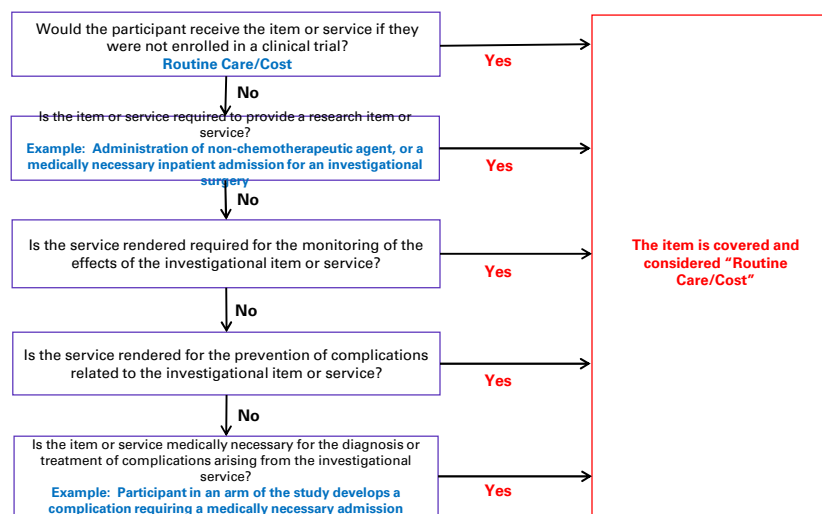 Would the participant receive the item or service if they
were not enrolled in a clinical trial?
Routine Care/Cost
Yes
No
Is the item or service required to provide a research item or
service?
Example:  Administration of non-chemotherapeutic agent, or a
medically necessary inpatient admission for an investigational
surgery
Yes
No
Is the service rendered required for the monitoring of the
effects of the investigational item or service?
Yes
No
Is the service rendered for the prevention of complications
related to the investigational item or service?
Yes
No
Is the item or service medically necessary for the diagnosis or
treatment of complications arising from the investigational
service?
Example:  Participant in an arm of the study develops a
complication requiring a medically necessary admission
Yes
The item is covered and
considered “Routine
Care/Cost”